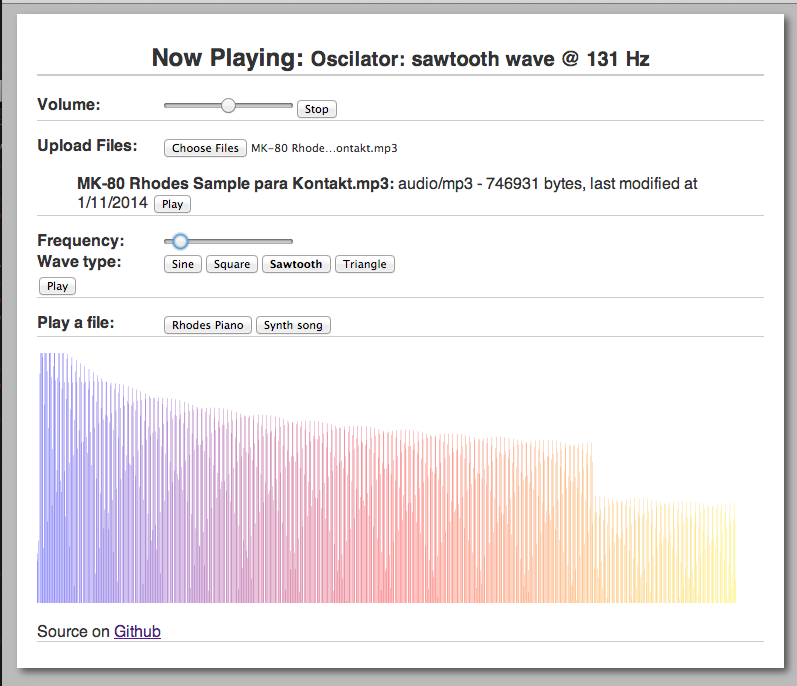 Now Playing: Oscilator: sawtooth wave @ 131 Hz
Volume: Stop
Upload Files: Choose Files MK-80 Rhode...ontakt.mp3
MK-80 Rhodes Sample para Kontakt.mp3: audio/mp3 - 746931 bytes, last modified at
1/11/2014 Play
Frequency:
Wave type: Sine Square Sawtooth Triangle
Play
Play a file: Rhodes Piano Synth song
Source on Github